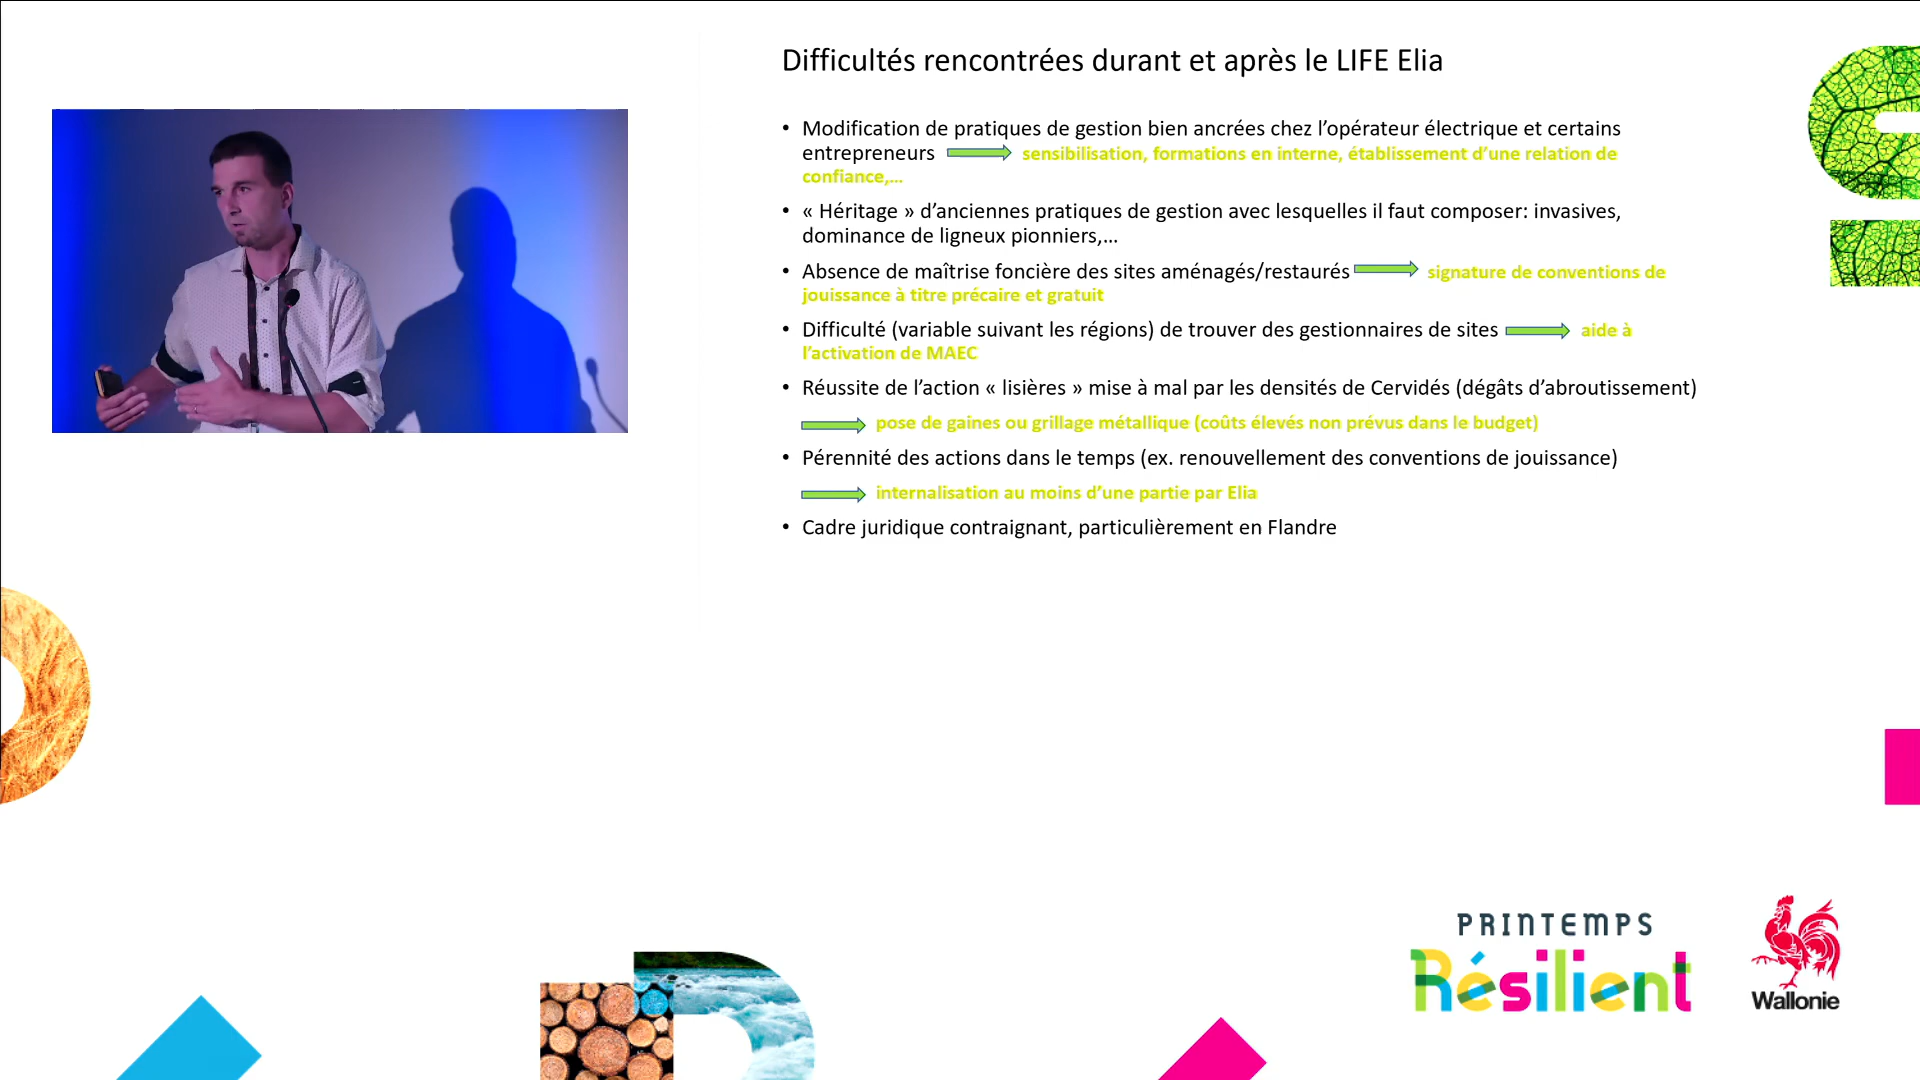 Difficultés rencontrées durant et après le LIFE Elia
• Modification de pratiques de gestion bien ancrées chez l’opérateur électrique et certains
entrepreneurs sensibilisation, formations en interne, établissement d’une relation de
confiance,...
• « Héritage » d’anciennes pratiques de gestion avec lesquelles il faut composer: invasives,
dominance de ligneux pionniers,...
• Absence de maîtrise foncière des sites aménagés/restaurés signature de conventions de
jouissance à titre précaire et gratuit
• Difficulté (variable suivant les régions) de trouver des gestionnaires de sites aide à
l’activation de MAEC
• Réussite de l’action « lisières » mise à mal par les densités de Cervidés (dégâts d’abroutissement)
pose de gaines ou grillage métallique (coûts élevés non prévus dans le budget)
• Pérennité des actions dans le temps (ex. renouvellement des conventions de jouissance)
internalisation au moins d’une partie par Elia
• Cadre juridique contraignant, particulièrement en Flandre
PRINTEMPS
Résilient
Wallonie